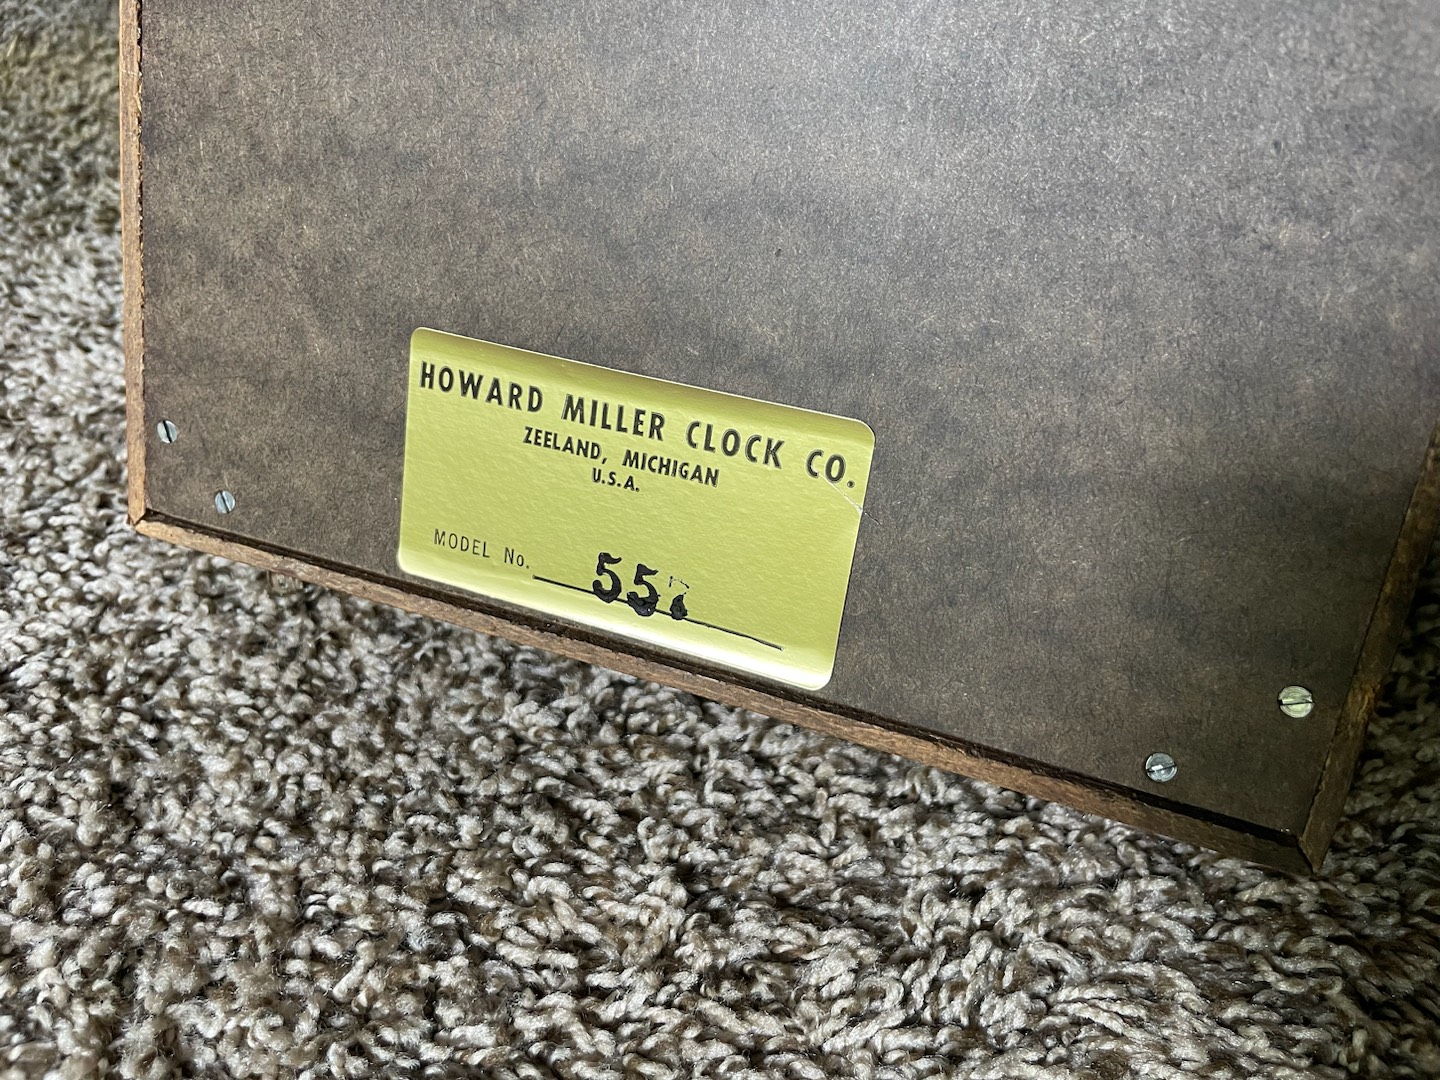 HOWARD MILLER CLOCK CO.
ZEELAND, MICHIGAN
U.S.A.
MODEL No.